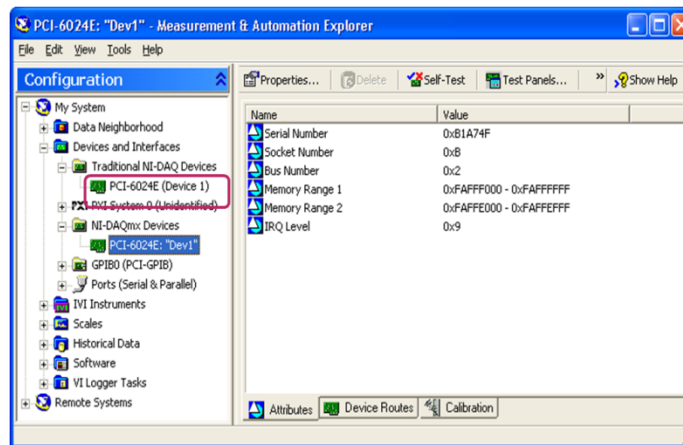 PCI-6024E: "Dev1" - Measurement & Automation Explorer
File Edit View Tools Help
Configuration
Properties... Delete Self-Test Test Panels... » Show Help
My System
Data Neighborhood
Devices and Interfaces
Traditional NI-DAQ Devices
PCI-6024E (Device 1)
PXI PXI System 0 (Unidentified)
NI-DAQmx Devices
PCI-6024E: "Dev1"
GPIB0 (PCI-GPIB)
Ports (Serial & Parallel)
IVI Instruments
Scales
Historical Data
Software
VI Logger Tasks
Remote Systems
Name Value
Serial Number 0xB1A74F
Socket Number 0xB
Bus Number 0x2
Memory Range 1 0xFAFFF000 - 0xFAFFFFFF
Memory Range 2 0xFAFFE000 - 0xFAFFEFFF
IRQ Level 0x9
Attributes Device Routes Calibration